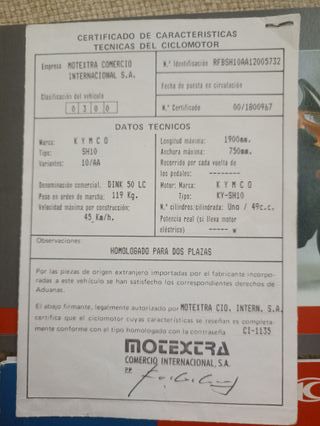 CERTIFICADO DE CARACTERISTICAS
TECNICAS DEL CICLOMOTOR
Empresa MOTEXTRA COMERCIO
INTERNACIONAL S.A.
N.º Identificación RFBSH10AA12005732
Fecha de puesta en circulación
Clasificación del vehículo
0 3 0 0
N.º Certificado 00/1800967
DATOS TECNICOS
Marca: K Y M C O
Tipo: SH10
Variantes: 10/AA
Denominación comercial: DINK 50 LC
Peso en orden de marcha: 119 Kg.
Velocidad máxima por construcción:
45 Km/h.
Longitud máxima: 1900mm.
Anchura máxima: 750mm.
Recorrido por cada vuelta de
los pedales: --------
Motor: Marca: K Y M C O
Tipo: KY-SH10
N.º cilindros:cilindrada: Uno / 49c.c.
Potencia real (si lleva motor
eléctrico) ----- w
Observaciones:
HOMOLOGADO PARA DOS PLAZAS
Por las piezas de origen extranjero importadas por el fabricante incorpora-
das a este vehículo se han satisfecho los correspondientes derechos de
Aduanas.
El abajo firmante, legalmente autorizado por MOTEXTRA CIO. INTERN. S.A.
certifica que el ciclomotor cuyas características se reseñan es completa-
mente conforme con el tipo homologado con la contraseña CI-1135
MOTEXTRA
COMERCIO INTERNACIONAL, S.A.
P.P.